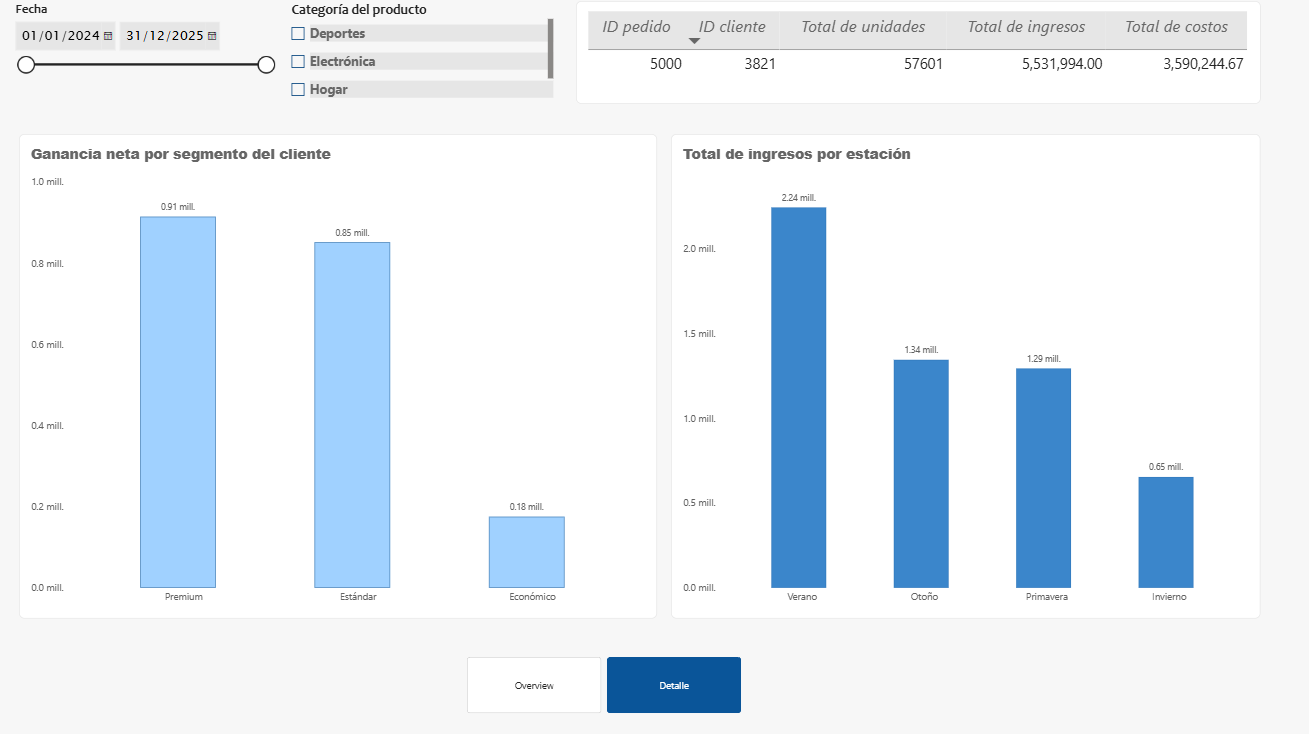 Fecha
01/01/2024
31/12/2025
Categoría del producto
Deportes
Electrónica
Hogar
ID pedido ID cliente Total de unidades Total de ingresos Total de costos
5000 3821 57601 5,531,994.00 3,590,244.67
Ganancia neta por segmento del cliente
1.0 mill.
0.91 mill.
0.85 mill.
0.8 mill.
0.6 mill.
0.4 mill.
0.2 mill.
0.18 mill.
0.0 mill.
Premium Estándar Económico
Total de ingresos por estación
2.24 mill.
2.0 mill.
1.5 mill.
1.34 mill.
1.29 mill.
1.0 mill.
0.65 mill.
0.5 mill.
0.0 mill.
Verano Otoño Primavera Invierno
Overview
Detalle